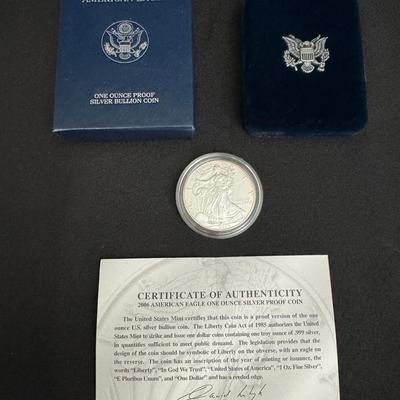 AMERICAN EAGLE
ONE OUNCE PROOF
SILVER BULLION COIN
CERTIFICATE OF AUTHENTICITY
2006 AMERICAN EAGLE ONE OUNCE SILVER PROOF COIN
The United States Mint certifies that this coin is a proof version of the one
ounce U.S. silver bullion coin. The Liberty Coin Act of 1985 authorizes the United
States Mint to strike and issue one dollar coins containing one troy ounce of .999 silver,
in quantities sufficient to meet public demand. The legislation provides that the
design of the coin should be symbolic of Liberty on the obverse, with an eagle on
the reverse. The coin has an inscription of the year of minting or issuance, the
words “Liberty”, “In God We Trust”, “United States of America”, “1 Oz. Fine Silver”,
“E Pluribus Unum”, and “One Dollar” and has a reeded edge.